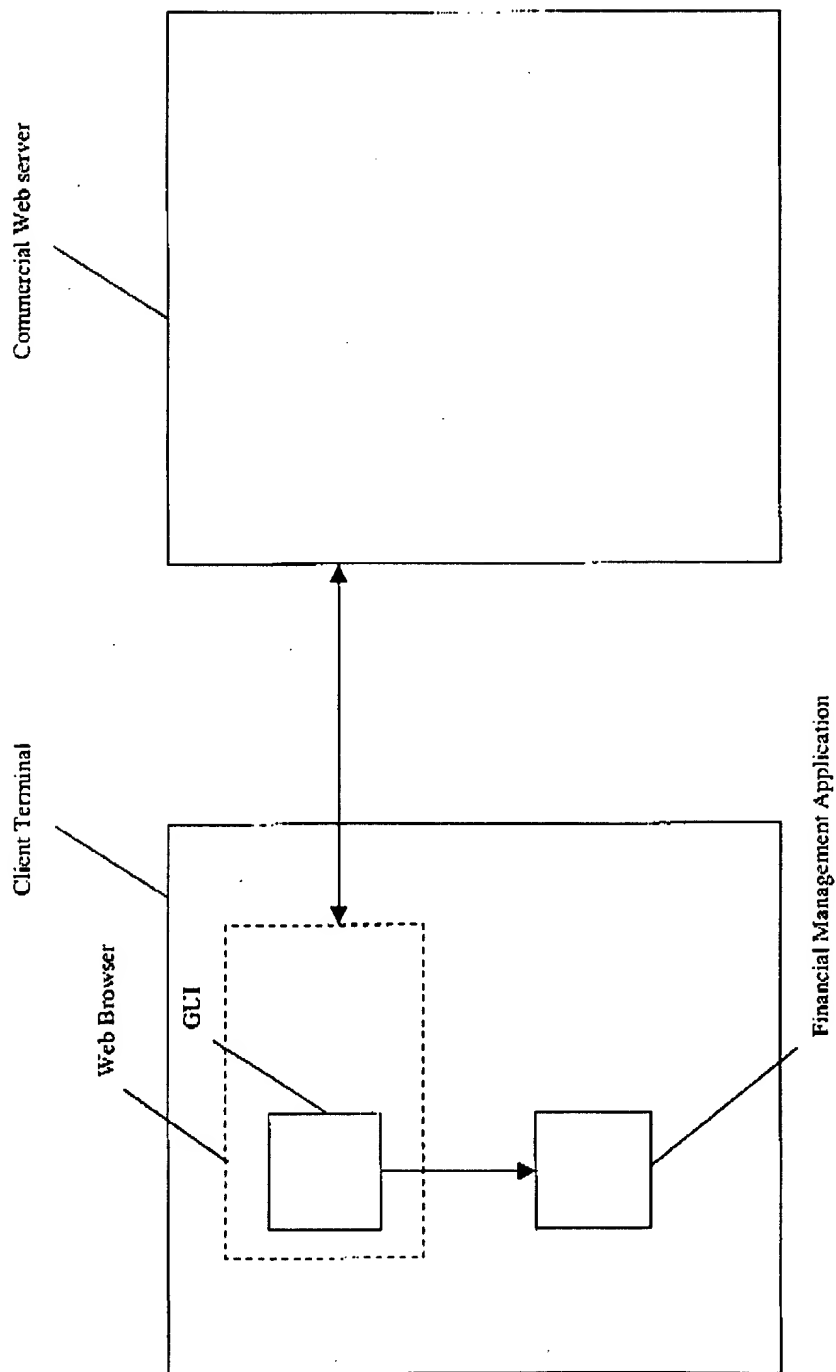 Commercial Web server
Client Terminal
Web Browser
GUI
Financial Management Application